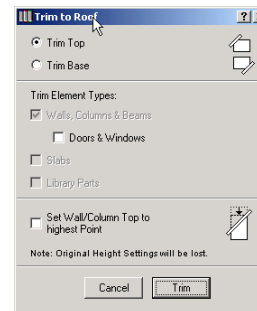 Trim to Roof
Trim Top
Trim Base
Trim Element Types:
Walls, Columns & Beams
Doors & Windows
Slabs
Library Parts
Set Wall/Column Top to
highest Point
Note: Original Height Settings will be lost.
Cancel
Trim